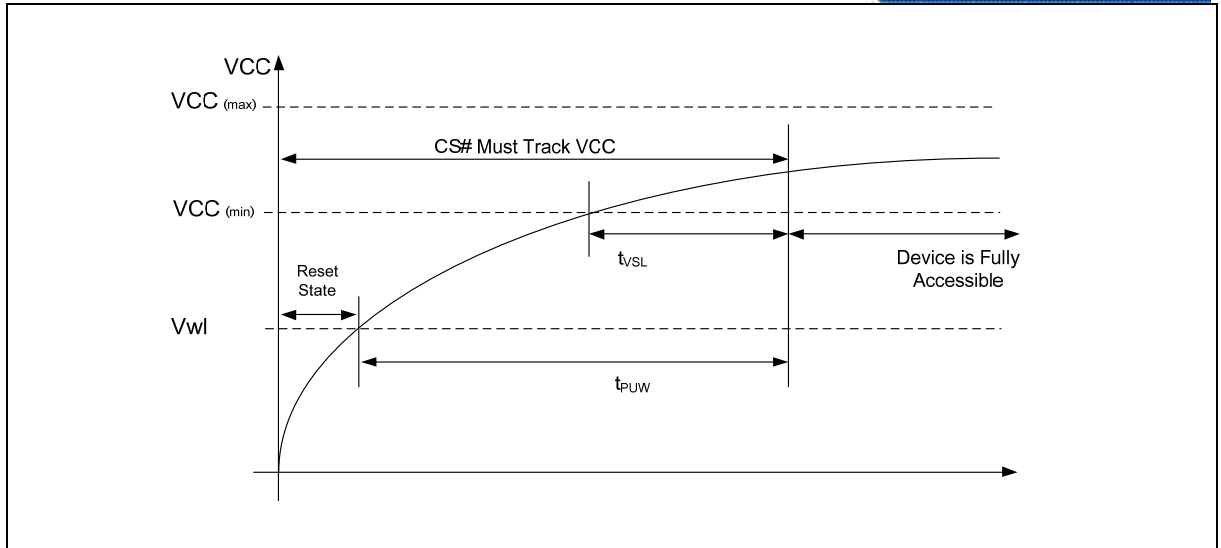 VCC
VCC (max)
CS# Must Track VCC
VCC (min)
tVSL
Device is Fully
Accessible
Reset
State
Vwl
tPUW